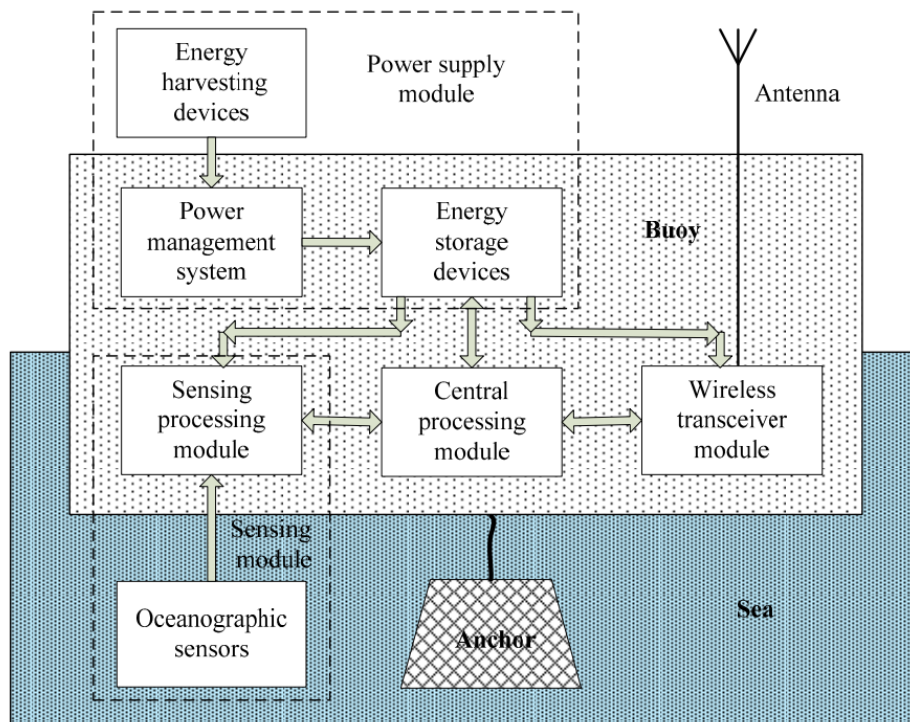 Energy
harvesting
devices
Power supply
module
Antenna
Power
management
system
Energy
storage
devices
Buoy
Sensing
processing
module
Central
processing
module
Wireless
transceiver
module
Sensing
module
Oceanographic
sensors
Anchor
Sea